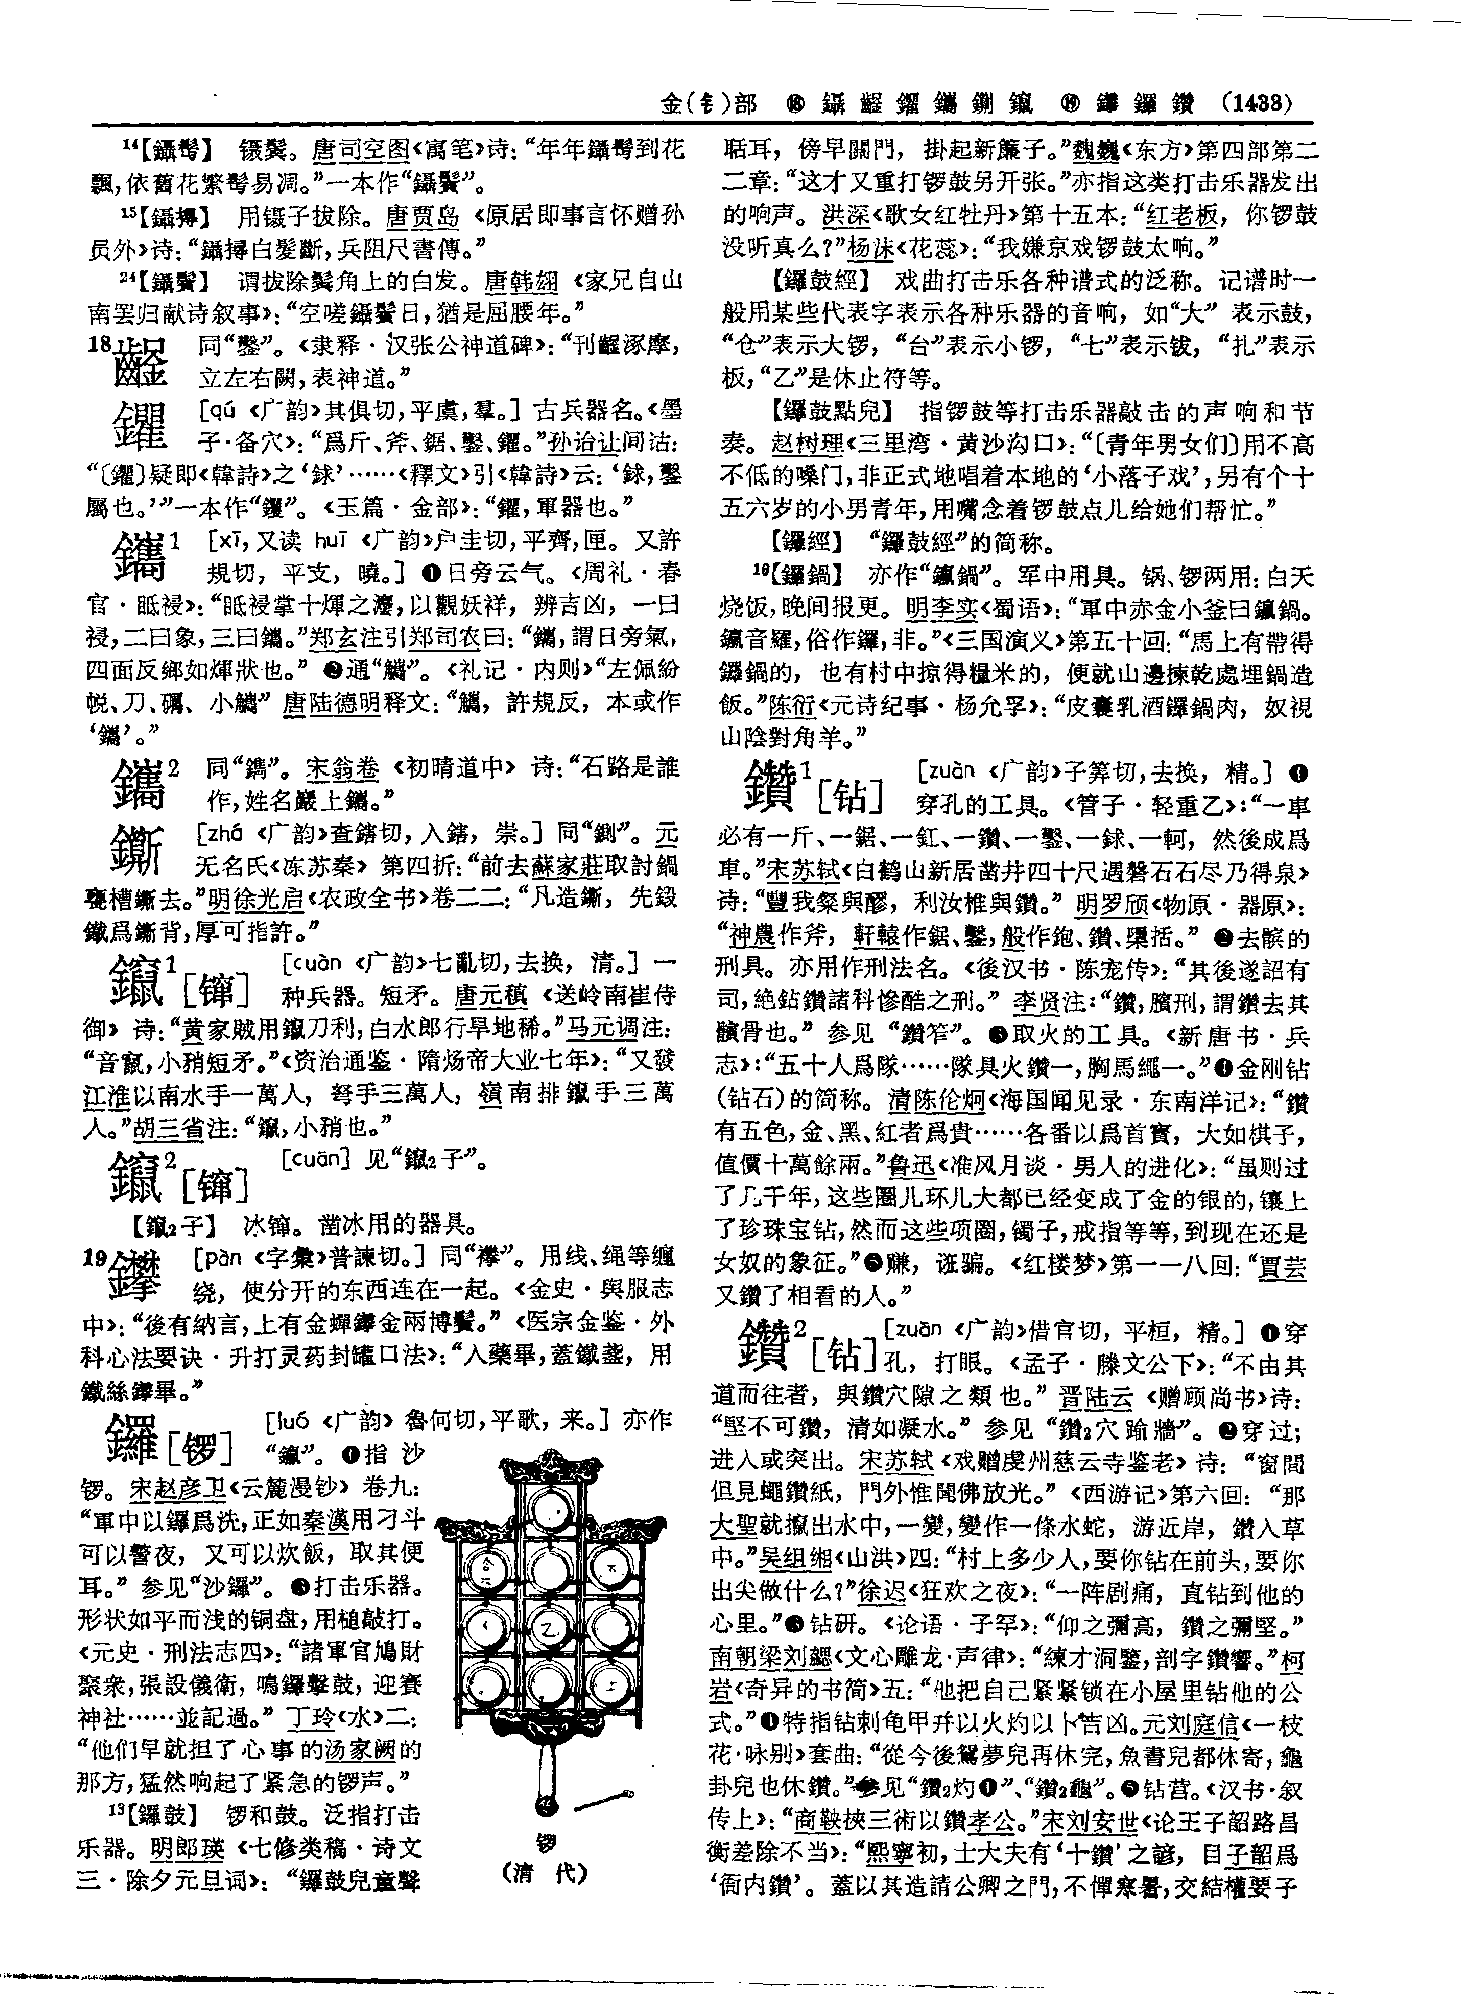 金(钅)部 ⑱ 鑷 鑿 鑺 鑴 鍘 鑹 ⑲ 鑻 鑼 鑽 (1433)
14【鑷髩】 镊鬓。唐司空图《寓笔》诗：“年年鑷髩到花
飄，依舊花繁髩易凋。”一本作“鑷鬢”。
15【鑷撏】 用镊子拔除。唐贾岛《原居即事言怀赠孙
员外》诗：“鑷撏白髮斷，兵阻尺書傳。”
24【鑷鬢】 谓拔除鬓角上的白发。唐韩翃《家兄自山
南罢归献诗叙事》：“空嗟鑷鬢日，猶是屈腰年。”
18 同“鑿”。《隶释·汉张公神道碑》：“刊涿摩，
立左右闕，表神道。”
鑺 [qú《广韵》其俱切，平虞，羣。] 古兵器名。《墨
子·备穴》：“爲斤、斧、鋸、鑿、鑺。”孙诒让间诂：
“〔鑺〕疑即《韓詩》之‘銶’……《釋文》引《韓詩》云：‘銶，鑿
屬也。’”一本作“钁”。《玉篇·金部》：“鑺，軍器也。”
鑴1 [xī，又读 huī《广韵》户圭切，平齊，匣。又許
規切，平支，曉。] ❶日旁云气。《周礼·春
官·眡祲》：“眡祲掌十煇之灋，以觀妖祥，辨吉凶，一曰
祲，二曰象，三曰鑴。”郑玄注引郑司农曰：“鑴，謂日旁氣，
四面反鄉如煇狀也。” ❷通“觿”。《礼记·内则》“左佩紛
帨、刀、礪、小觿” 唐陆德明释文：“觿，許規反，本或作
‘鑴’。”
鑴2 同“鐫”。宋翁卷《初晴道中》诗：“石路是誰
作，姓名巖上鑴。”
[zhá《广韵》查鎋切，入鎋，崇。] 同“鍘”。元
无名氏《冻苏秦》第四折：“前去蘇家莊取討鍋
甕槽去。”明徐光启《农政全书》卷二二：“凡造，先鍛
鐵爲背，厚可指許。”
鑹1[镩] [cuàn《广韵》七亂切，去换，清。] 一
种兵器。短矛。唐元稹《送岭南崔侍
御》诗：“黄家賊用鑹刀利，白水郎行旱地稀。”马元调注：
“音竄，小矟短矛。”《资治通鉴·隋炀帝大业七年》：“又發
江淮以南水手一萬人，弩手三萬人，嶺南排鑹手三萬
人。”胡三省注：“鑹，小矟也。”
鑹2[镩] [cuān] 见“鑹2子”。
【鑹2子】 冰镩。凿冰用的器具。
19鑻 [pàn《字彙》普諫切。] 同“襻”。用线、绳等缠
绕，使分开的东西连在一起。《金史·舆服志
中》：“後有納言，上有金蟬鑻金兩博鬢。”《医宗金鉴·外
科心法要诀·升打灵药封罐口法》：“入藥畢，蓋鐵盞，用
鐵絲鑻畢。”
鑼[锣] [luó《广韵》魯何切，平歌，来。] 亦作
“鏍”。❶指沙
锣。宋赵彦卫《云麓漫钞》卷九：
“軍中以鑼爲洗，正如秦漢用刁斗
可以警夜，又可以炊飯，取其便
耳。”参见“沙鑼”。❷打击乐器。
形状如平而浅的铜盘，用槌敲打。
《元史·刑法志四》：“諸軍官鳩財
聚衆，張設儀衛，鳴鑼擊鼓，迎賽
神社……並記過。”丁玲《水》二：
“他们早就担了心事的汤家阙的
那方，猛然响起了紧急的锣声。”
13【鑼鼓】 锣和鼓。泛指打击
乐器。明郎瑛《七修类稿·诗文
三·除夕元旦词》：“鑼鼓兒童聲
锣
（清 代）
聒耳，傍早關門，掛起新簾子。”魏巍《东方》第四部第二
二章：“这才又重打锣鼓另开张。”亦指这类打击乐器发出
的响声。洪深《歌女红牡丹》第十五本：“红老板，你锣鼓
没听真么？”杨沫《花蕊》：“我嫌京戏锣鼓太响。”
【鑼鼓經】 戏曲打击乐各种谱式的泛称。记谱时一
般用某些代表字表示各种乐器的音响，如“大”表示鼓，
“仓”表示大锣，“台”表示小锣，“七”表示钹，“扎”表示
板，“乙”是休止符等。
【鑼鼓點兒】 指锣鼓等打击乐器敲击的声响和节
奏。赵树理《三里湾·黄沙沟口》：“〔青年男女们〕用不高
不低的嗓门，非正式地唱着本地的‘小落子戏’，另有个十
五六岁的小男青年，用嘴念着锣鼓点儿给她们帮忙。”
【鑼經】 “鑼鼓經”的简称。
16【鑼鍋】 亦作“鏍鍋”。军中用具。锅、锣两用：白天
烧饭，晚间报更。明李实《蜀语》：“軍中赤金小釜曰鏍鍋。
鏍音羅，俗作鑼，非。”《三国演义》第五十回：“馬上有帶得
鑼鍋的，也有村中掠得糧米的，便就山邊揀乾處埋鍋造
飯。”陈衍《元诗纪事·杨允孚》：“皮囊乳酒鑼鍋肉，奴視
山陰對角羊。”
鑽1[钻] [zuàn《广韵》子筭切，去换，精。] ❶
穿孔的工具。《管子·轻重乙》：“一車
必有一斤、一鋸、一釭、一鑽、一鑿、一銶、一軻，然後成爲
車。”宋苏轼《白鹤山新居凿井四十尺遇磐石石尽乃得泉》
诗：“豐我粲與醪，利汝椎與鑽。”明罗颀《物原·器原》：
“神農作斧，軒轅作鋸、鑿，般作鉋、鑽、檃括。”❷去髌的
刑具。亦用作刑法名。《後汉书·陈宠传》：“其後遂詔有
司，絶鉆鑽諸科慘酷之刑。”李贤注：“鑽，臏刑，謂鑽去其
髕骨也。”参见“鑽笮”。❸取火的工具。《新唐书·兵
志》：“五十人爲隊……隊具火鑽一，胸馬繩一。”❹金刚钻
(钻石)的简称。清陈伦炯《海国闻见录·东南洋记》：“鑽
有五色，金、黑、紅者爲貴……各番以爲首寶，大如棋子，
值價十萬餘兩。”鲁迅《准风月谈·男人的进化》：“虽则过
了几千年，这些圈儿环儿大都已经变成了金的银的，镶上
了珍珠宝钻，然而这些项圈，镯子，戒指等等，到现在还是
女奴的象征。”❺赚，诳骗。《红楼梦》第一一八回：“賈芸
又鑽了相看的人。”
鑽2[钻] [zuān《广韵》借官切，平桓，精。] ❶穿
孔，打眼。《孟子·滕文公下》：“不由其
道而往者，與鑽穴隙之類也。”晋陆云《赠顾尚书》诗：
“堅不可鑽，清如凝水。”参见“鑽2穴踰牆”。❷穿过；
进入或突出。宋苏轼《戏赠虔州慈云寺鉴老》诗：“窗間
但見蠅鑽紙，門外惟聞佛放光。”《西游记》第六回：“那
大聖就攛出水中，一變，變作一條水蛇，游近岸，鑽入草
中。”吴组缃《山洪》四：“村上多少人，要你钻在前头，要你
出尖做什么？”徐迟《狂欢之夜》：“一阵剧痛，直钻到他的
心里。”❸钻研。《论语·子罕》：“仰之彌高，鑽之彌堅。”
南朝梁刘勰《文心雕龙·声律》：“練才洞鑒，剖字鑽響。”柯
岩《奇异的书简》五：“他把自己紧紧锁在小屋里钻他的公
式。”❹特指钻刺龟甲并以火灼以卜吉凶。元刘庭信《一枝
花·咏别》套曲：“從今後鴛夢兒再休完，魚書兒都休寄，龜
卦兒也休鑽。”参见“鑽2灼❶”、“鑽2龜”。❺钻营。《汉书·叙
传上》：“商鞅挾三術以鑽孝公。”宋刘安世《论王子韶路昌
衡差除不当》：“熙寧初，士大夫有‘十鑽’之諺，目子韶爲
‘衙内鑽’。蓋以其造請公卿之門，不憚寒暑，交結權要子